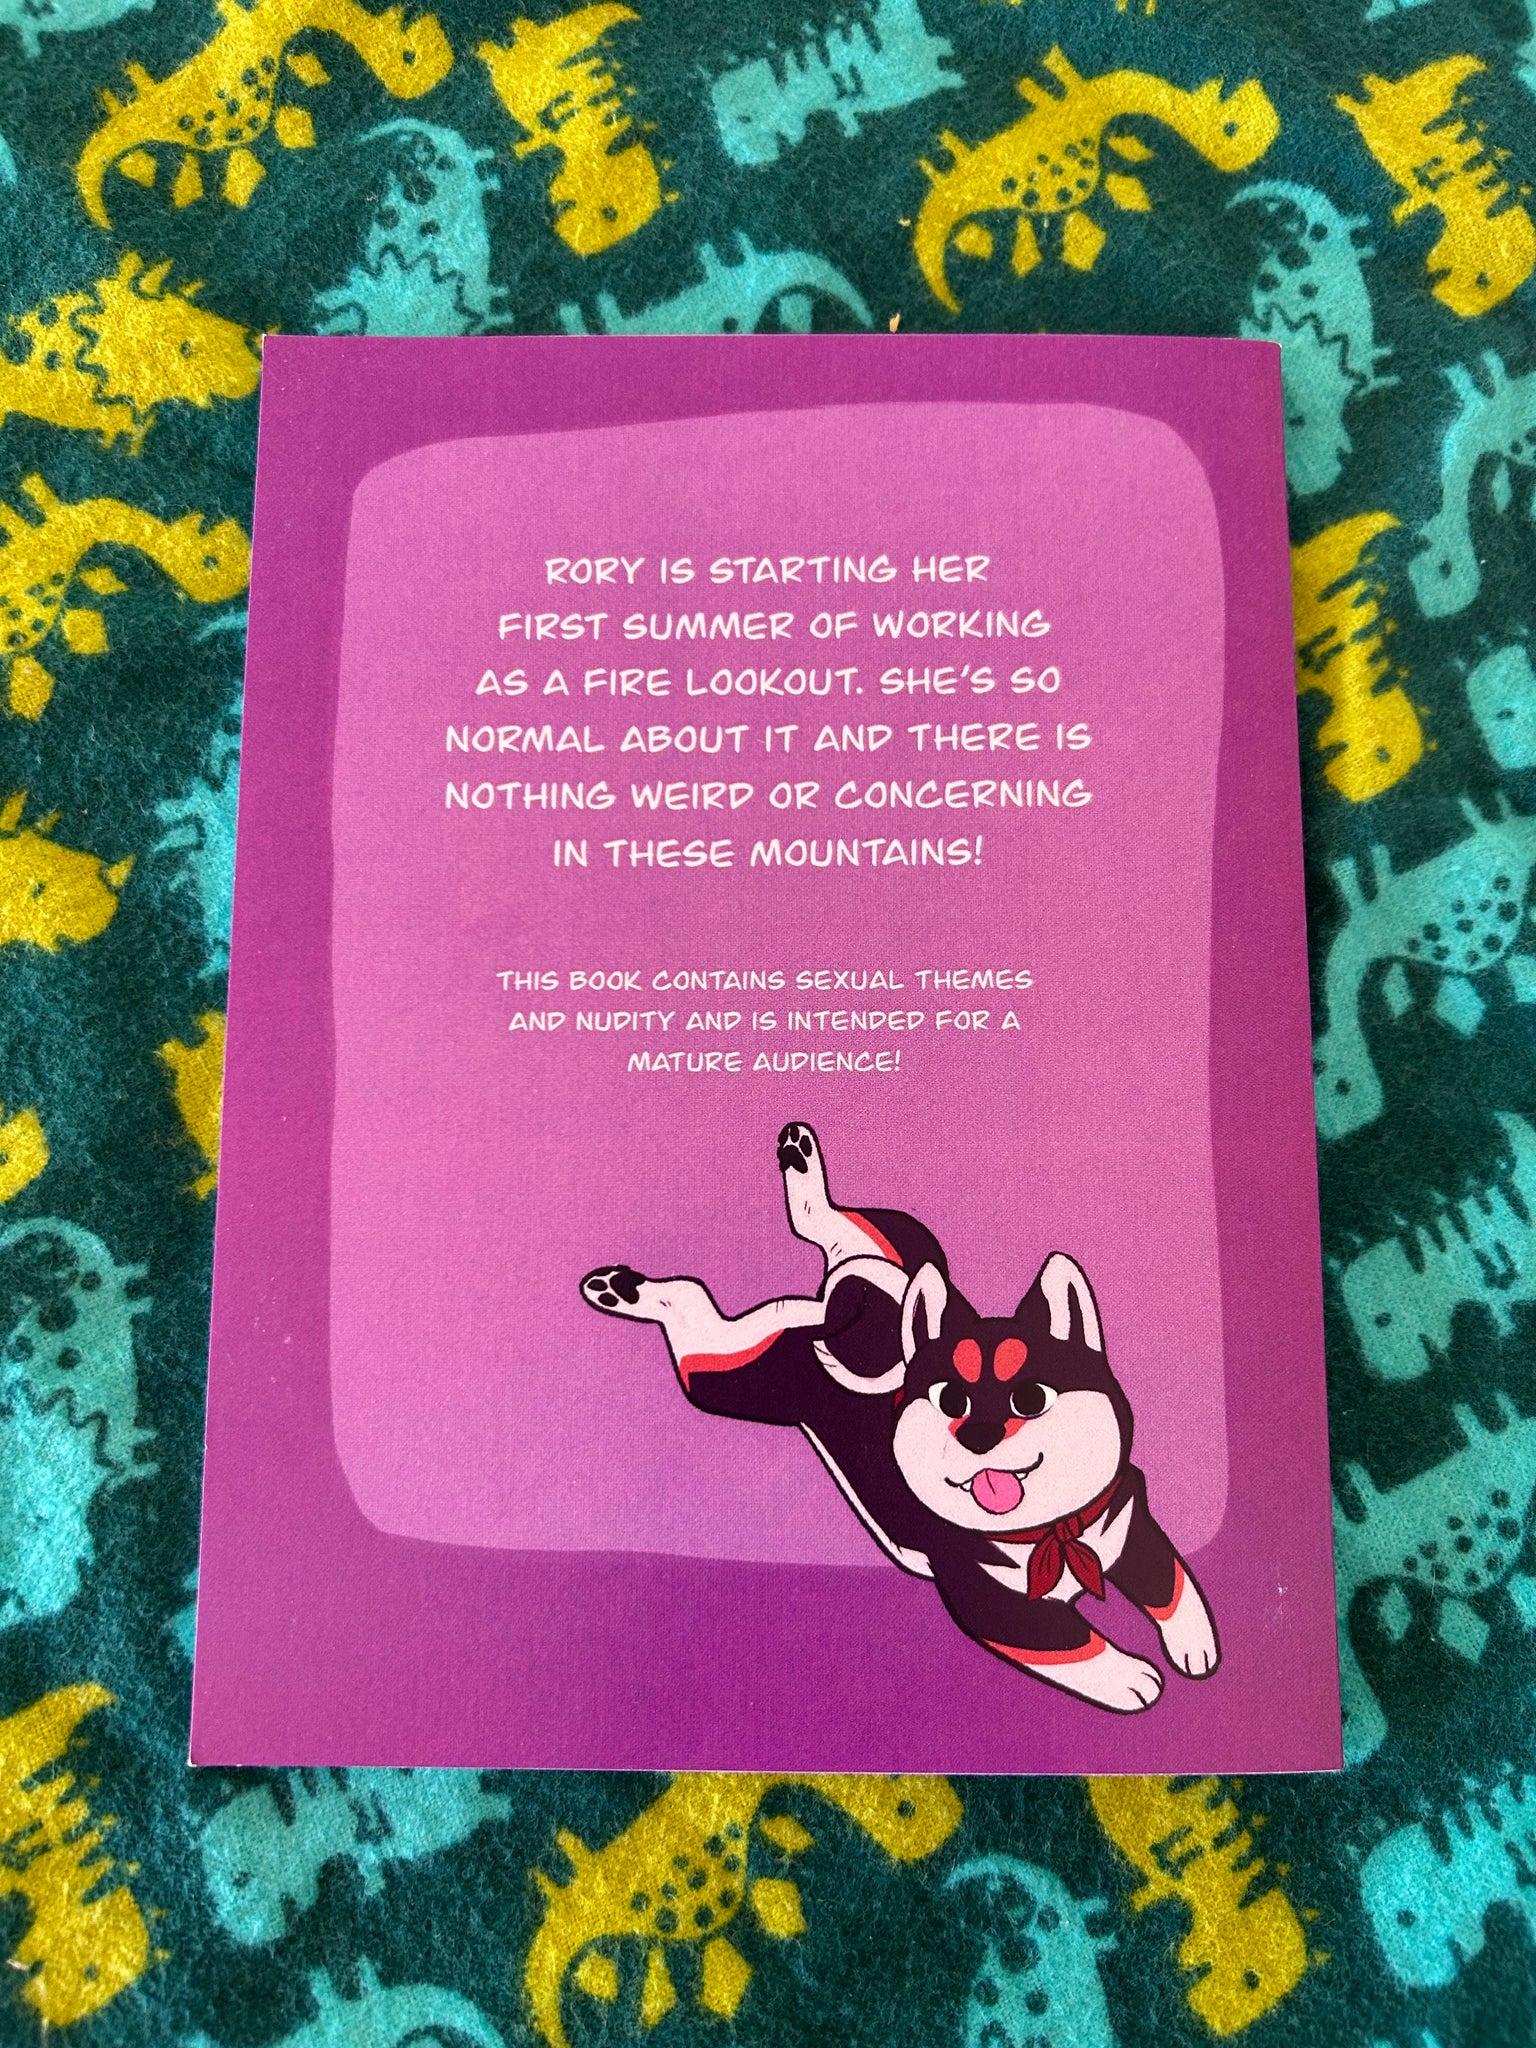 RORY IS STARTING HER
FIRST SUMMER OF WORKING
AS A FIRE LOOKOUT. SHE'S SO
NORMAL ABOUT IT AND THERE IS
NOTHING WEIRD OR CONCERNING
IN THESE MOUNTAINS!
THIS BOOK CONTAINS SEXUAL THEMES
AND NUDITY AND IS INTENDED FOR A
MATURE AUDIENCE!